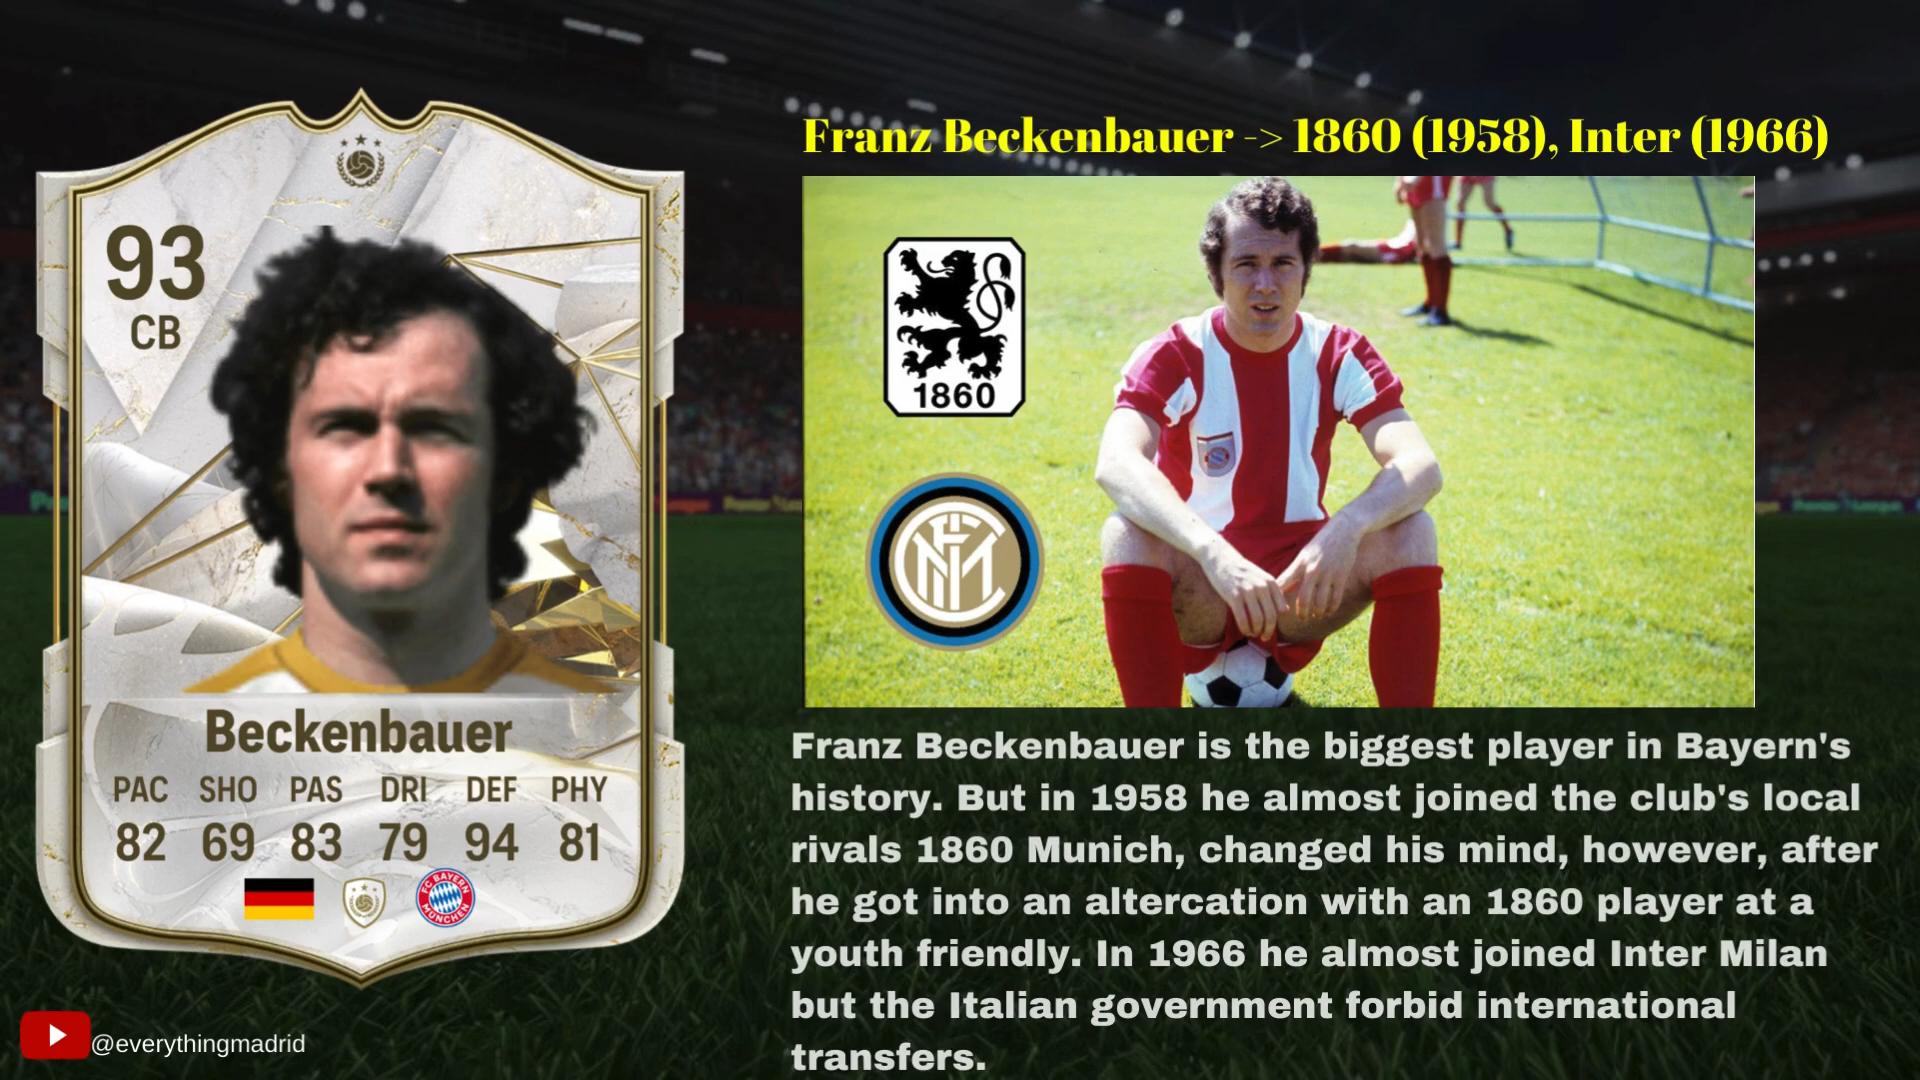 Franz Beckenbauer -> 1860 (1958), Inter (1966)
93
CB
1860
Beckenbauer
PAC SHO PAS DRI DEF PHY
82 69 83 79 94 81
FC BAYERN
MÜNCHEN
Franz Beckenbauer is the biggest player in Bayern's
history. But in 1958 he almost joined the club's local
rivals 1860 Munich, changed his mind, however, after
he got into an altercation with an 1860 player at a
youth friendly. In 1966 he almost joined Inter Milan
but the Italian government forbid international
transfers.
@everythingmadrid